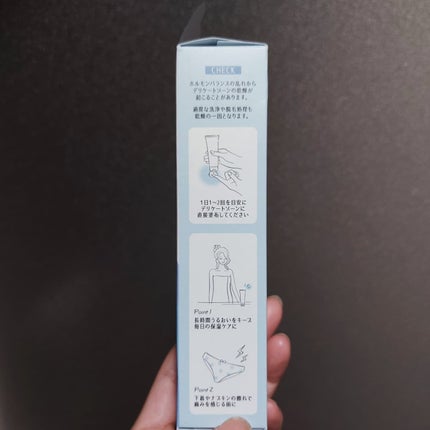 CHECK
ホルモンバランスの乱れから
デリケートゾーンの乾燥が
起こることがあります。
過度な洗浄や脱毛処理も
乾燥の一因となります。
1日1～2回を目安に
デリケートゾーンに
直接塗布してください
Point 1
長時間うるおいをキープ
毎日の保湿ケアに
Point 2
下着やナプキンの擦れで
痛みを感じる前に